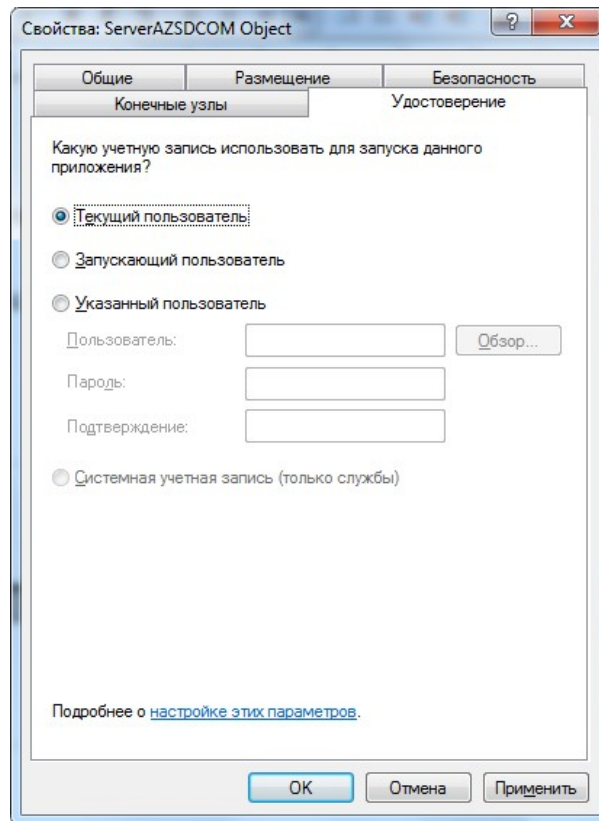 Свойства: ServerAZSDCOM Object
Общие Размещение Безопасность
Конечные узлы Удостоверение
Какую учетную запись использовать для запуска данного
приложения?
Текущий пользователь
Запускающий пользователь
Указанный пользователь
Пользователь: Обзор...
Пароль:
Подтверждение:
Системная учетная запись (только службы)
Подробнее о настройке этих параметров.
OK Отмена Применить